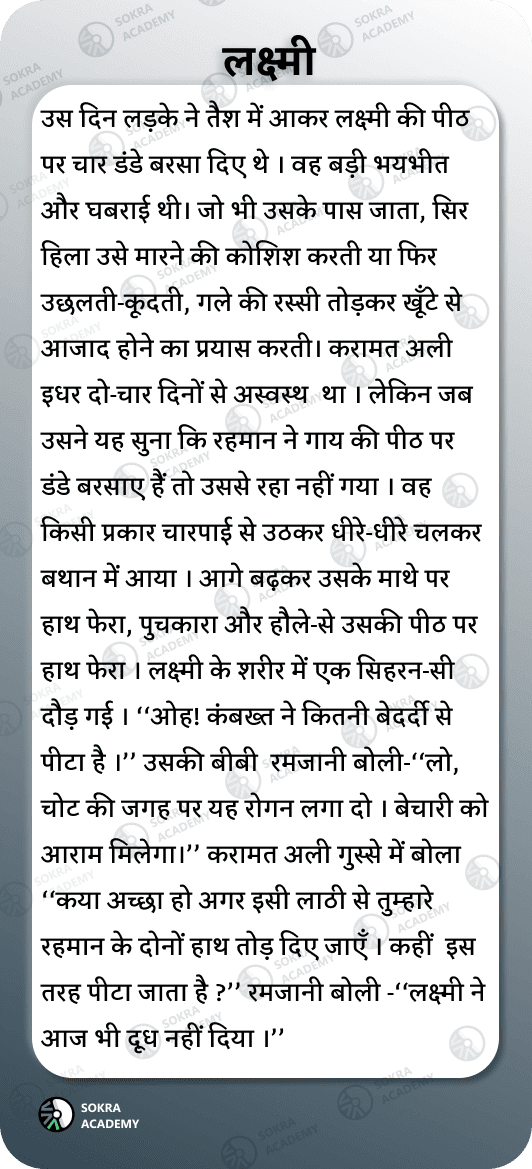 लक्ष्मी
उस दिन लड़के ने तैश में आकर लक्ष्मी की पीठ
पर चार डंडे बरसा दिए थे । वह बड़ी भयभीत
और घबराई थी। जो भी उसके पास जाता, सिर
हिला उसे मारने की कोशिश करती या फिर
उछलती-कूदती, गले की रस्सी तोड़कर खूँटे से
आजाद होने का प्रयास करती। करामत अली
इधर दो-चार दिनों से अस्वस्थ था । लेकिन जब
उसने यह सुना कि रहमान ने गाय की पीठ पर
डंडे बरसाए हैं तो उससे रहा नहीं गया । वह
किसी प्रकार चारपाई से उठकर धीरे-धीरे चलकर
बथान में आया । आगे बढ़कर उसके माथे पर
हाथ फेरा, पुचकारा और हौले-से उसकी पीठ पर
हाथ फेरा । लक्ष्मी के शरीर में एक सिहरन-सी
दौड़ गई । ‘‘ओह! कंबख्त ने कितनी बेदर्दी से
पीटा है ।’’ उसकी बीबी रमजानी बोली-‘‘लो,
चोट की जगह पर यह रोगन लगा दो । बेचारी को
आराम मिलेगा।’’ करामत अली गुस्से में बोला
‘‘कया अच्छा हो अगर इसी लाठी से तुम्हारे
रहमान के दोनों हाथ तोड़ दिए जाएँ । कहीं इस
तरह पीटा जाता है ?’’ रमजानी बोली -‘‘लक्ष्मी ने
आज भी दूध नहीं दिया ।’’
SOKRA
ACADEMY